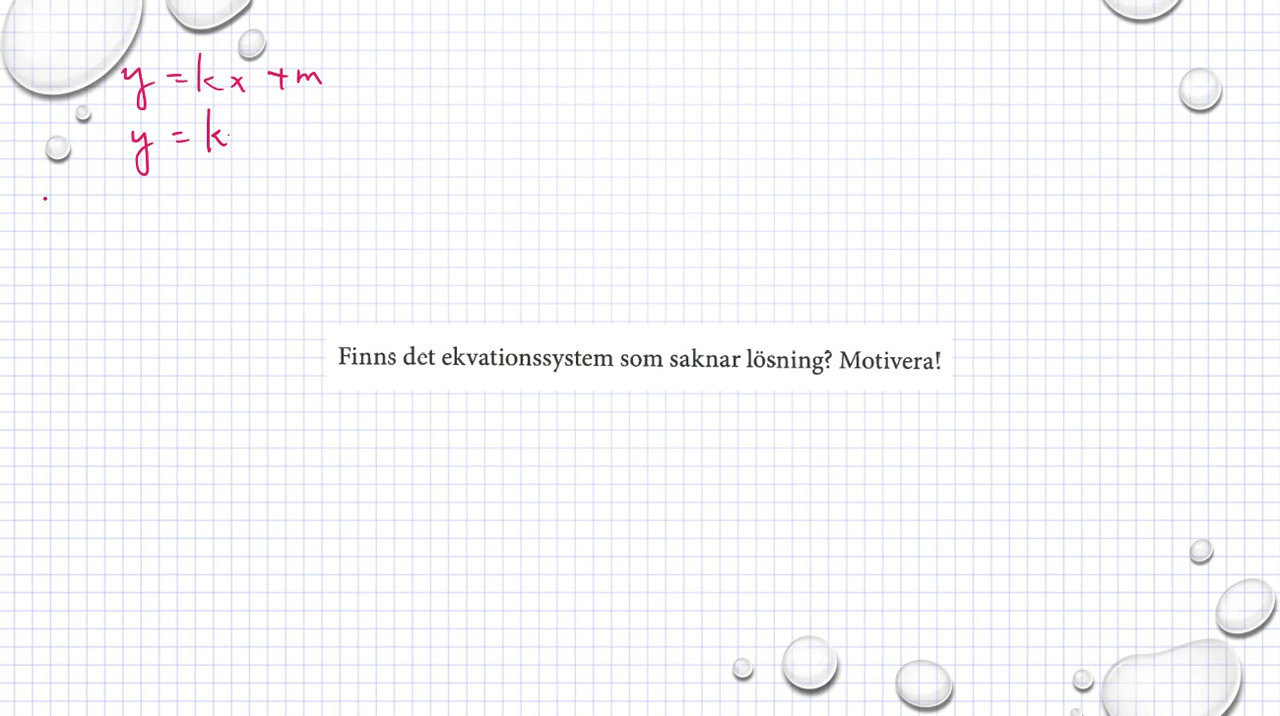 y = kx + m
y = k
Finns det ekvationssystem som saknar lösning? Motivera!